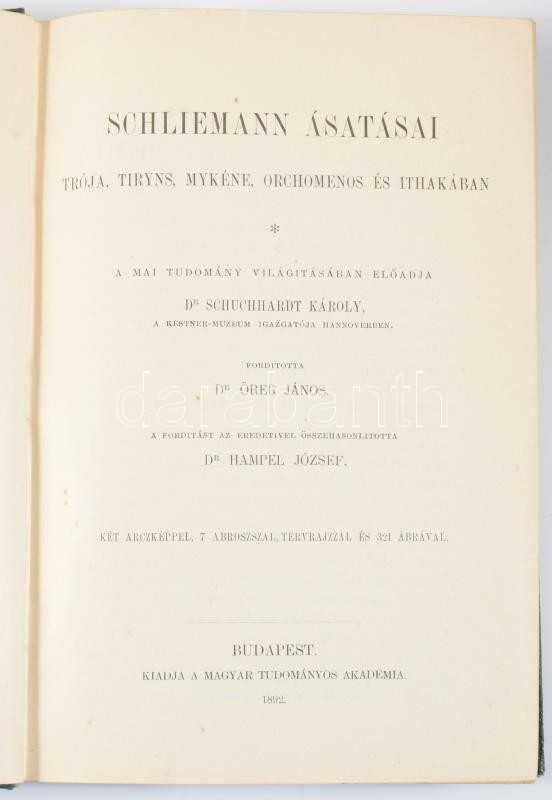 SCHLIEMANN ÁSATÁSAI
TRÓJA, TIRYNS, MYKÉNE, ORCHOMENOS ÉS ITHAKÁBAN
*
A MAI TUDOMÁNY VILÁGITÁSÁBAN ELŐADJA
DR SCHUCHHARDT KÁROLY,
A KESTNER-MUZEUM IGAZGATÓJA HANNOVERBEN.
FORDITOTTA
DR ÖREG JÁNOS.
darabanth
A FORDITÁST AZ EREDETIVEL ÖSSZEHASONLITOTTA
DR HAMPEL JÓZSEF.
KÉT ARCZKÉPPEL, 7 ABROSZSZAL, TERVRAJZZAL ÉS 321 ÁBRÁVAL.
BUDAPEST.
KIADJA A MAGYAR TUDOMÁNYOS AKADÉMIA.
1892.